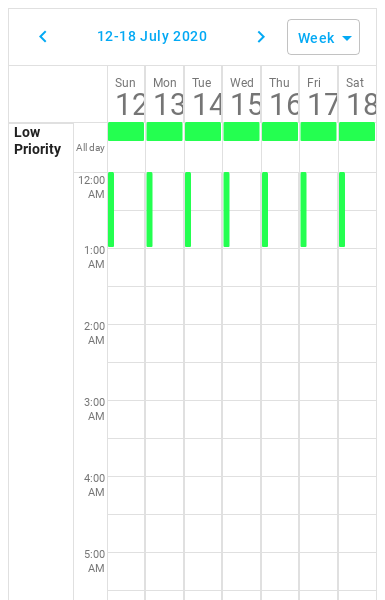 12-18 July 2020
Week
Sun Mon Tue Wed Thu Fri Sat
12 13 14 15 16 17 18
Low
Priority
All day
12:00
AM
1:00
AM
2:00
AM
3:00
AM
4:00
AM
5:00
AM